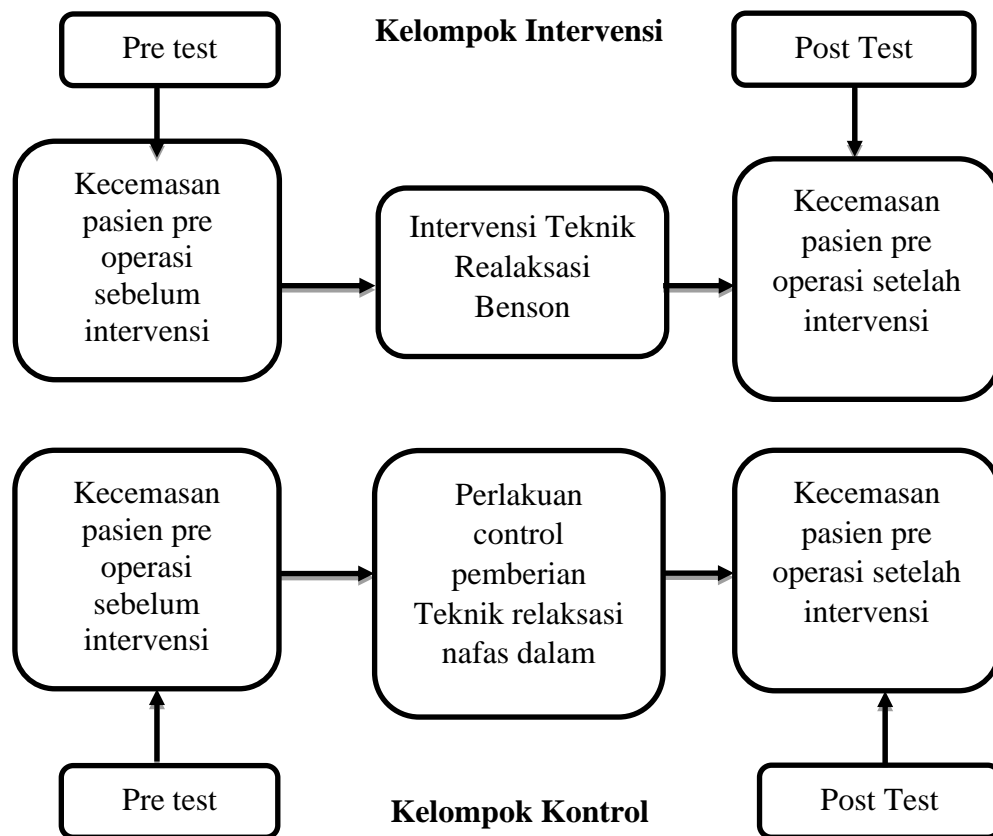 Kelompok Intervensi
Pre test
Post Test
Kecemasan
pasien pre
operasi
sebelum
intervensi
Intervensi Teknik
Realaksasi
Benson
Kecemasan
pasien pre
operasi setelah
intervensi
Kecemasan
pasien pre
operasi
sebelum
intervensi
Perlakuan
control
pemberian
Teknik relaksasi
nafas dalam
Kecemasan
pasien pre
operasi setelah
intervensi
Pre test
Kelompok Kontrol
Post Test